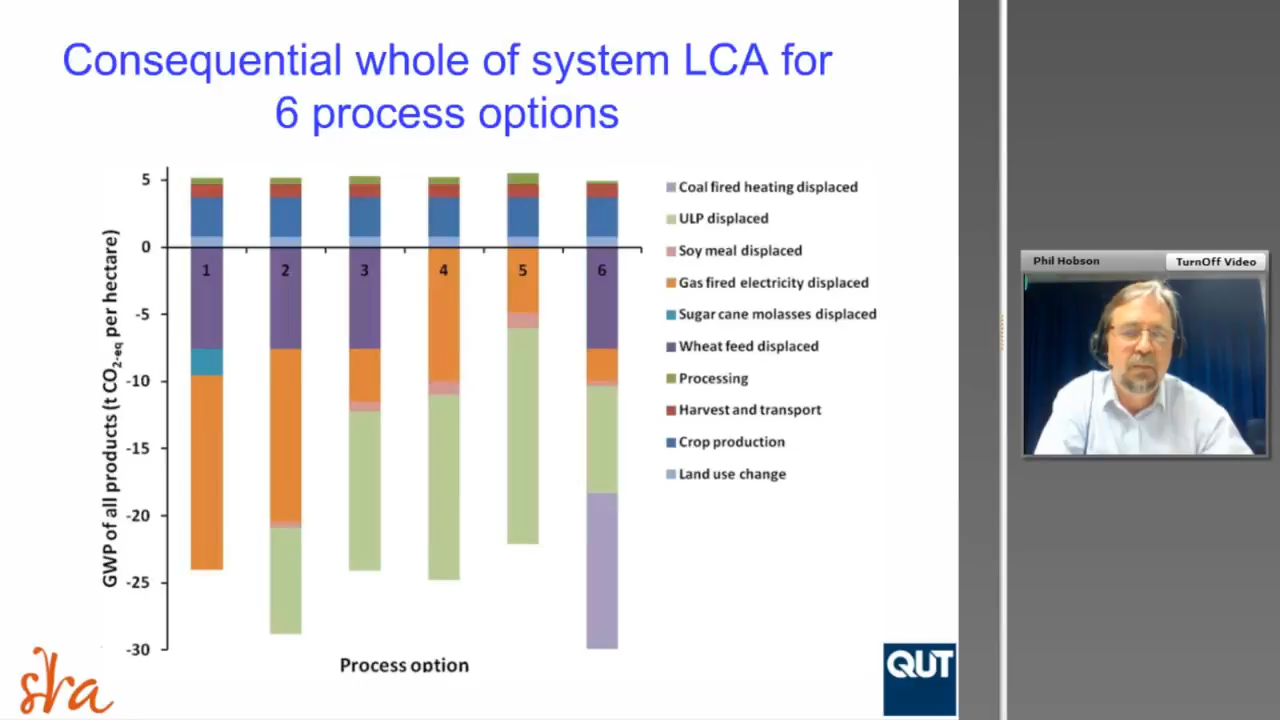 Consequential whole of system LCA for
6 process options
GWP of all products (t CO2-eq per hectare)
5
0
-5
-10
-15
-20
-25
-30
1
2
3
4
5
6
Process option
Coal fired heating displaced
ULP displaced
Soy meal displaced
Gas fired electricity displaced
Sugar cane molasses displaced
Wheat feed displaced
Processing
Harvest and transport
Crop production
Land use change
sra
QUT
Phil Hobson
TurnOff Video